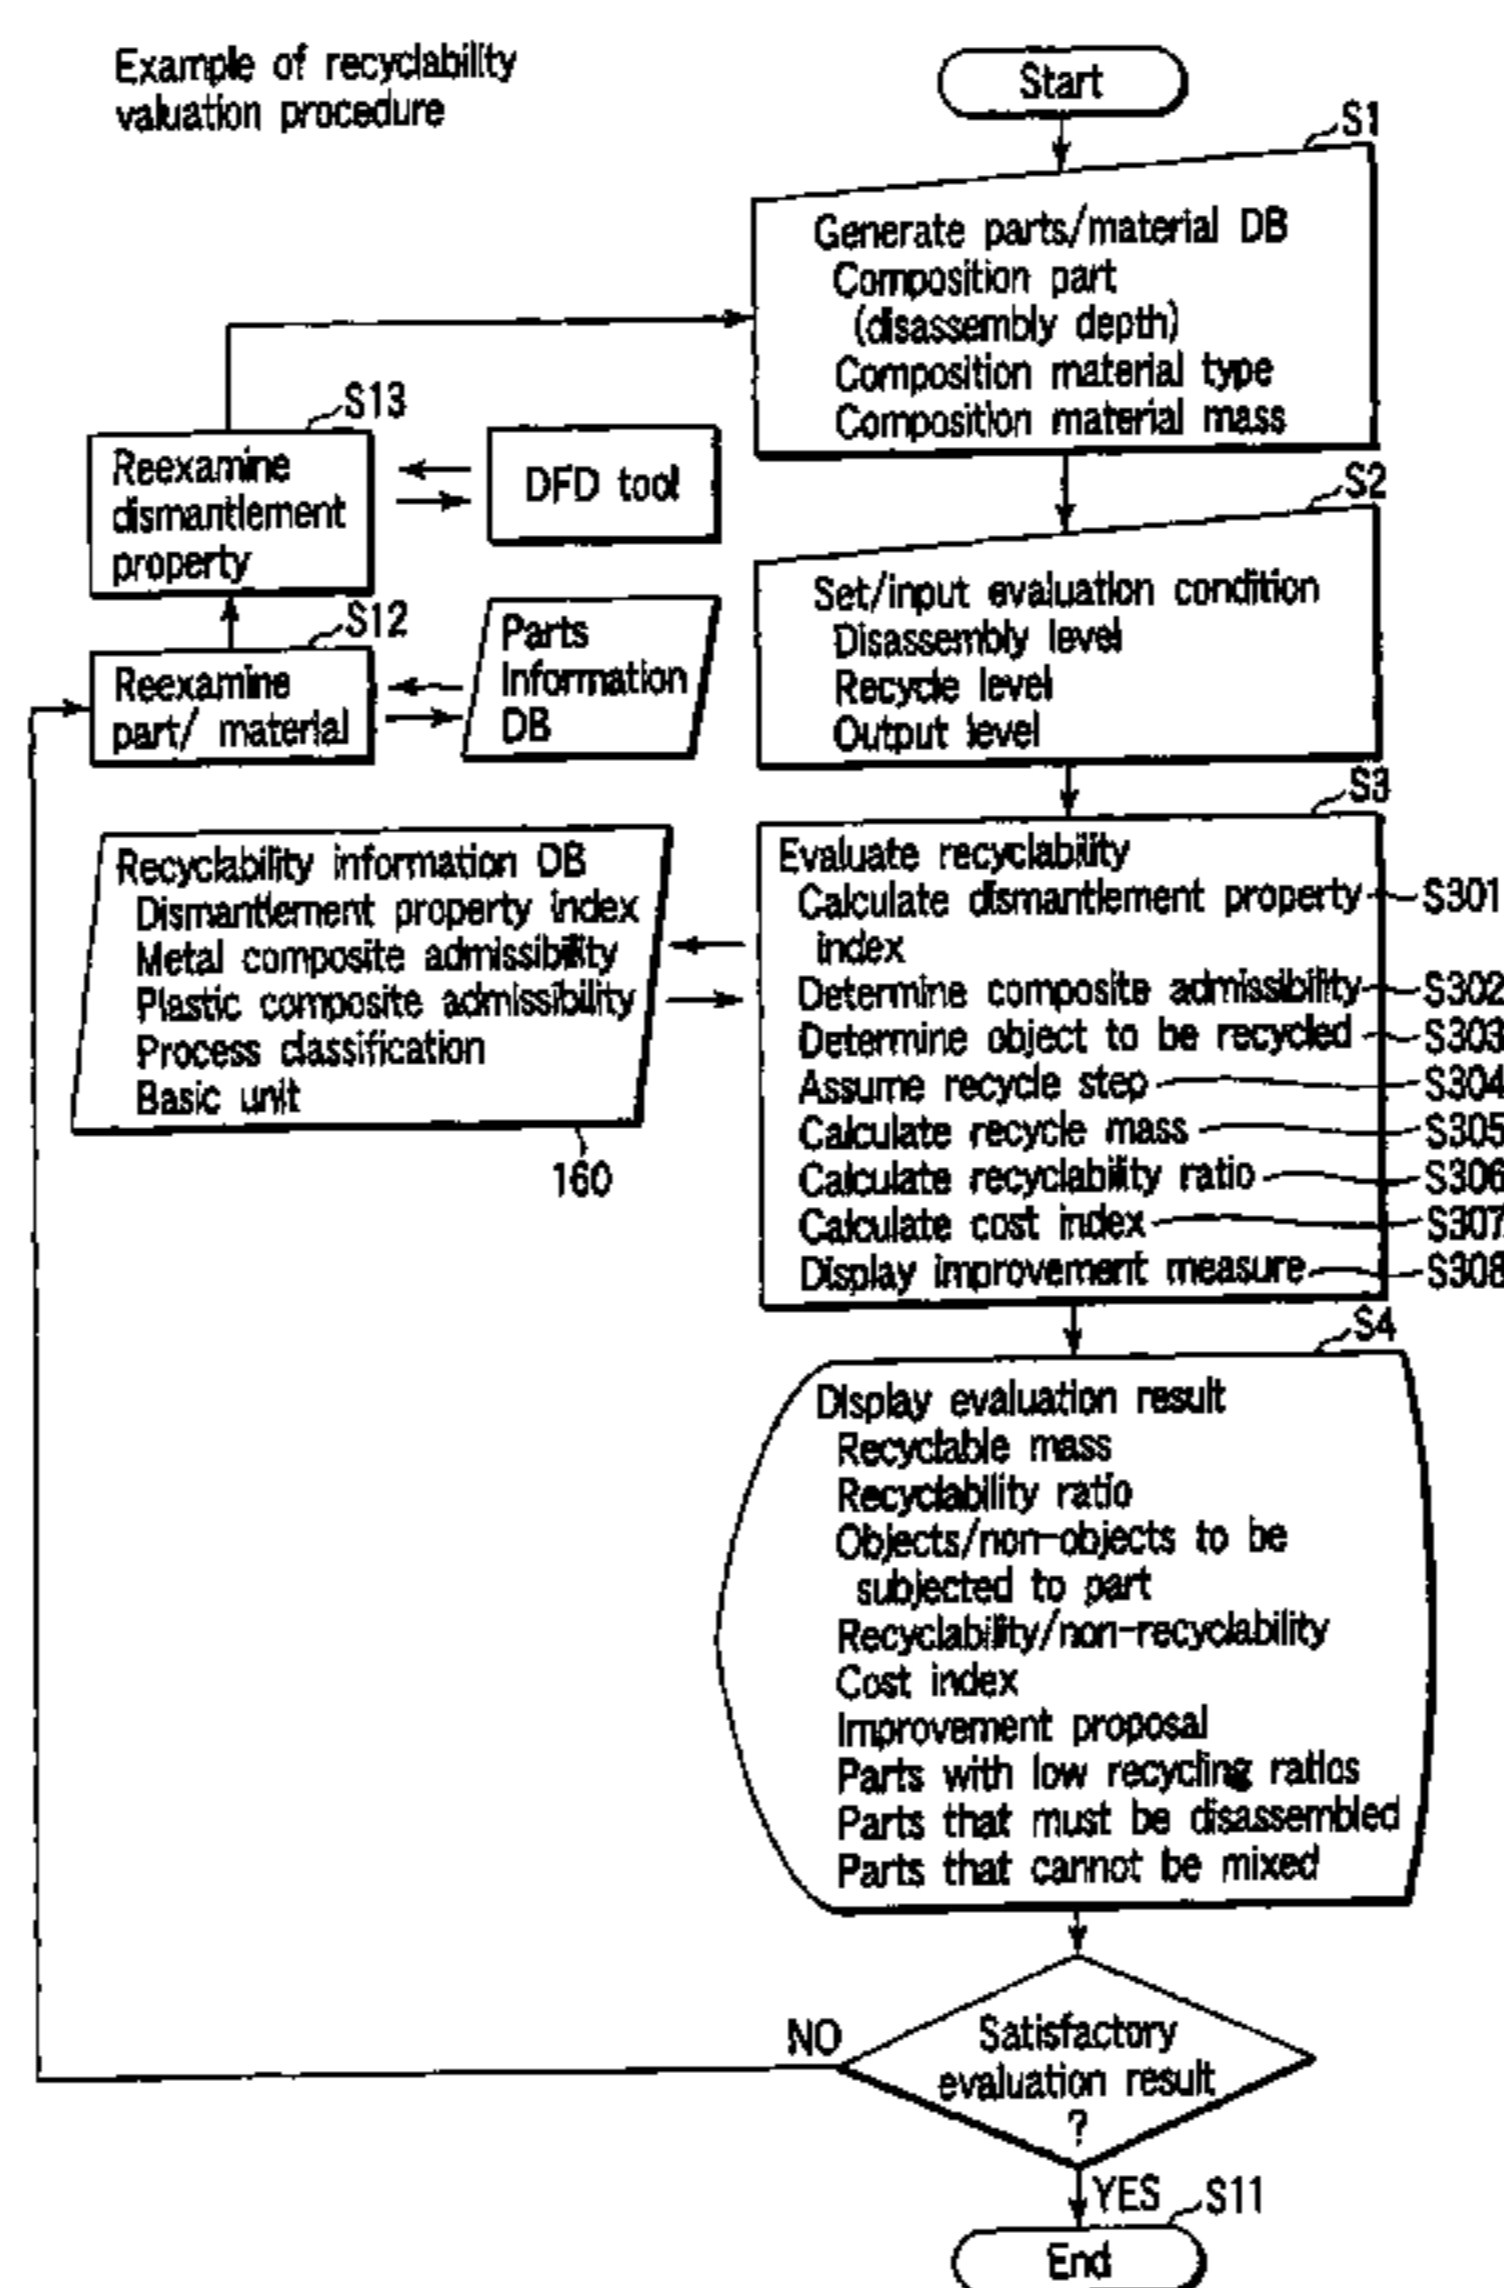 Example of recyclability
valuation procedure
Start
S1
Generate parts/material DB
Composition part
(disassembly depth)
Composition material type
Composition material mass
S13
Reexamine
dismantlement
property
DFD tool
S2
Set/input evaluation condition
Disassembly level
Recycle level
Output level
S12
Reexamine
part/ material
Parts
Information
DB
S3
Evaluate recyclability
Calculate dismantlement property
index
S301
Determine composite admissibility
S302
Determine object to be recycled
S303
Assume recycle step
S304
Calculate recycle mass
S305
Calculate recyclability ratio
S306
Calculate cost index
S307
Display improvement measure
S308
Recyclability information DB
Dismantlement property index
Metal composite admissibility
Plastic composite admissibility
Process classification
Basic unit
160
S4
Display evaluation result
Recyclable mass
Recyclability ratio
Objects/non-objects to be
subjected to part
Recyclability/non-recyclability
Cost index
Improvement proposal
Parts with low recycling ratios
Parts that must be disassembled
Parts that cannot be mixed
NO
Satisfactory
evaluation result
?
YES
S11
End